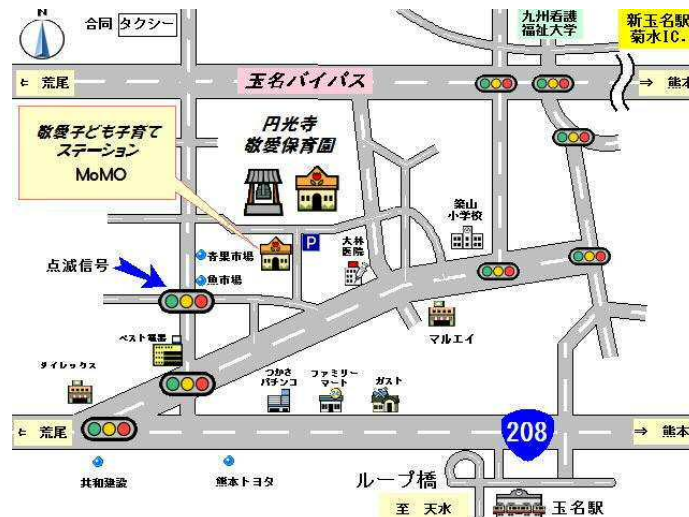 合同 タクシー
九州看護
福祉大学
新玉名駅
菊水IC.
⇐ 荒尾
玉名バイパス
⇒ 熊本
敬愛子ども子育て
ステーション
MoMO
円光寺
敬愛保育園
築山
小学校
P
大林
医院
青果市場
点滅信号
魚市場
マルエイ
ベスト電器
ダイレックス
つかさ
パチンコ
ファミリー
マート
ガスト
⇐ 荒尾
208
⇒ 熊本
共和建設
熊本トヨタ
ループ橋
至 天水
玉名駅